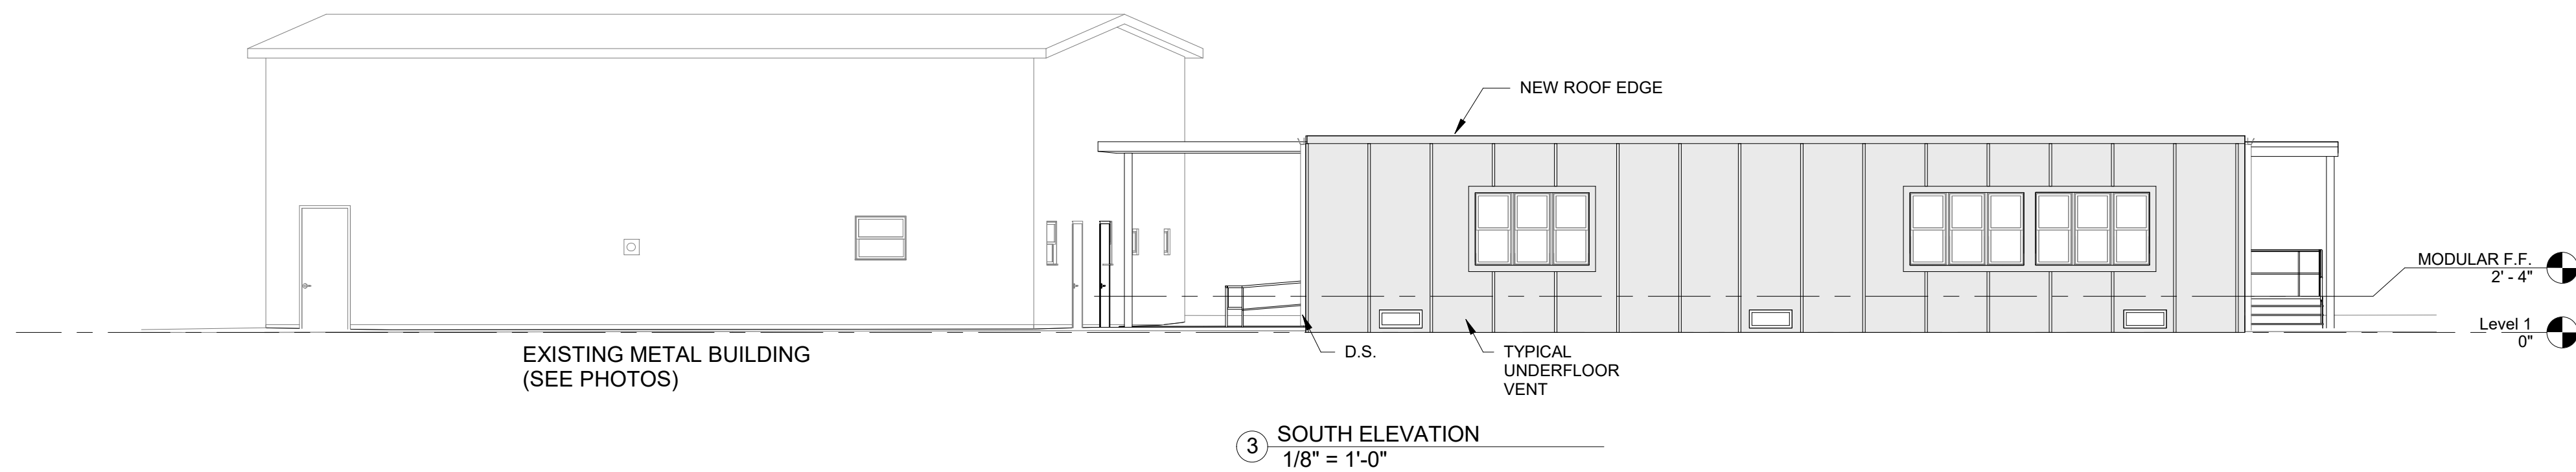 NEW ROOF EDGE
MODULAR F.F.
2' - 4"
Level 1
0"
EXISTING METAL BUILDING
(SEE PHOTOS)
D.S.
TYPICAL
UNDERFLOOR
VENT
3
SOUTH ELEVATION
1/8" = 1'-0"